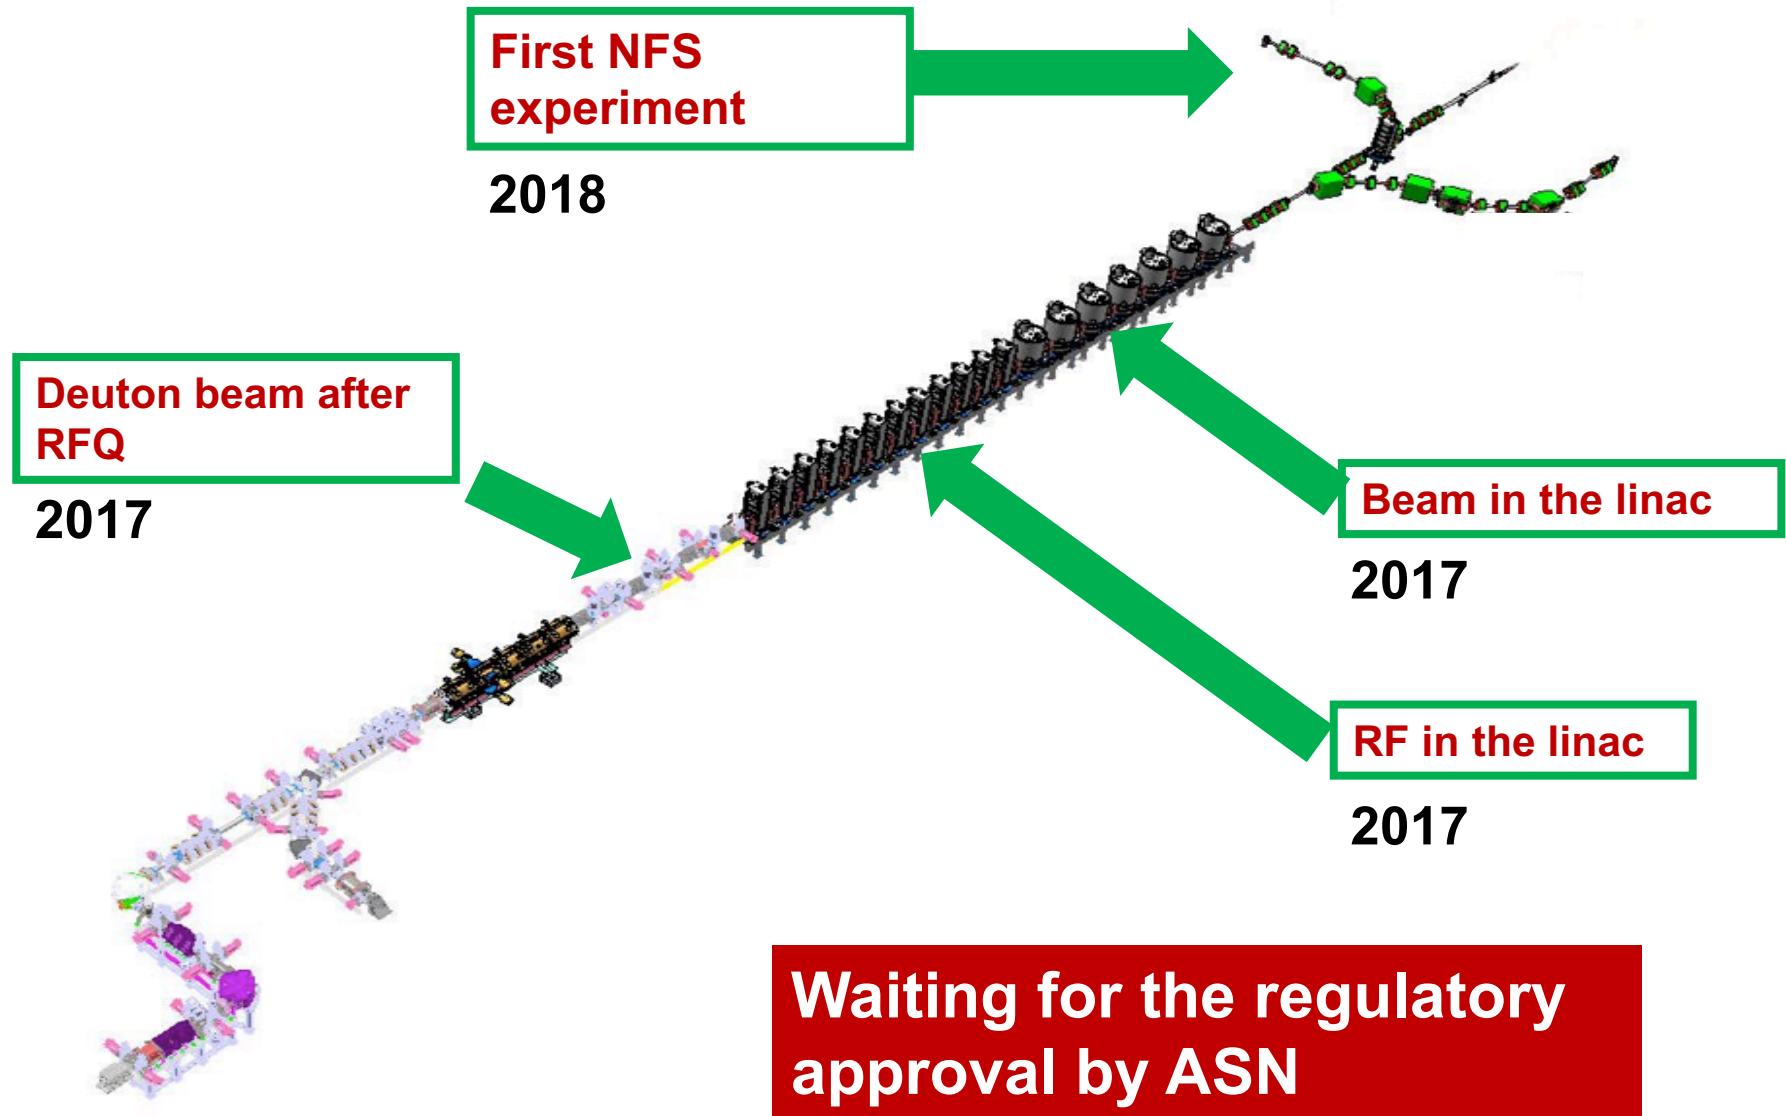 First NFS
experiment
2018
Deuton beam after
RFQ
2017
Beam in the linac
2017
RF in the linac
2017
Waiting for the regulatory
approval by ASN